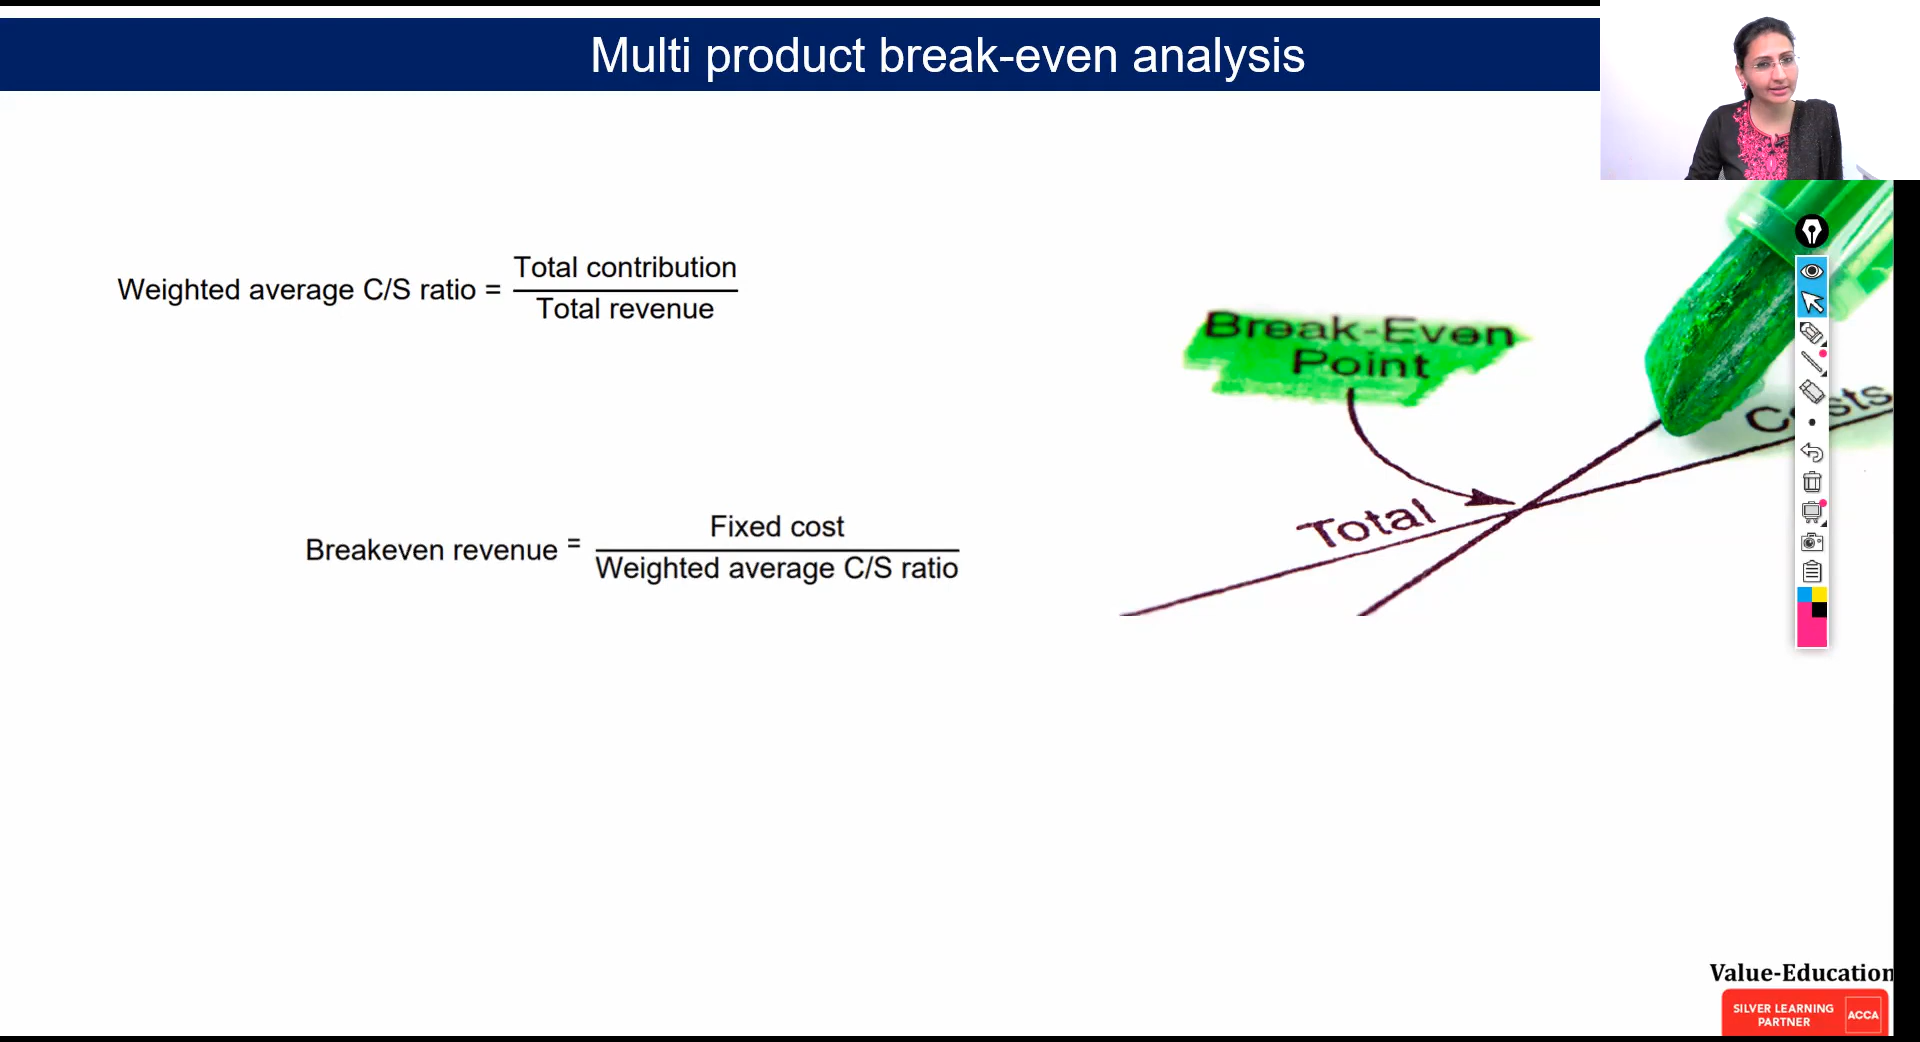 Multi product break-even analysis
Weighted average C/S ratio = Total contribution
Total revenue
Break-Even
Point
Total
Costs
Breakeven revenue = Fixed cost
Weighted average C/S ratio
Value-Education
SILVER LEARNING
PARTNER
ACCA